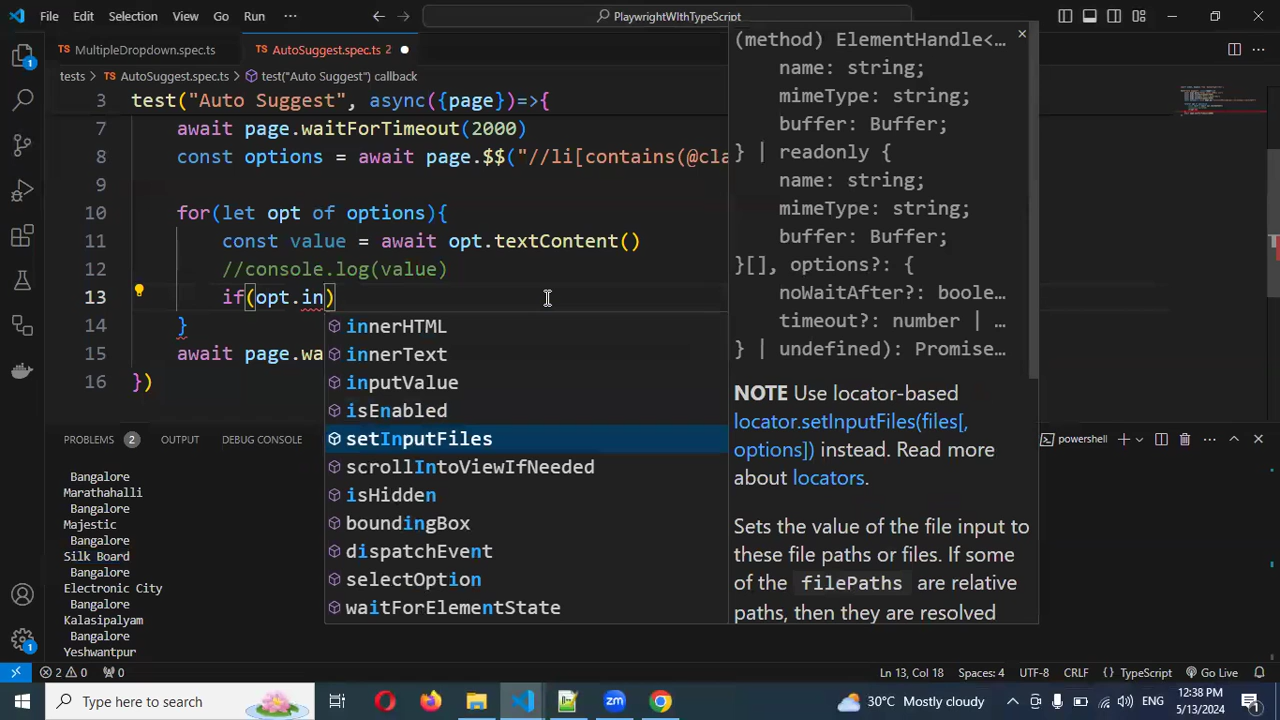 File Edit Selection View Go Run ··· PlaywrightWIthTypeScript
MultipleDropdown.spec.ts AutoSuggest.spec.ts 2
tests > AutoSuggest.spec.ts > test("Auto Suggest") callback
3 test("Auto Suggest", async({page})=>{
7 await page.waitForTimeout(2000)
8 const options = await page.$$("//li[contains(@cla
9
10 for(let opt of options){
11 const value = await opt.textContent()
12 //console.log(value)
13 if(opt.in)
14 }
15 await page.wa
16 })
innerHTML
innerText
inputValue
isEnabled
setInputFiles
scrollIntoViewIfNeeded
isHidden
boundingBox
dispatchEvent
selectOption
waitForElementState
(method) ElementHandle<…
name: string;
mimeType: string;
buffer: Buffer;
} | readonly {
name: string;
mimeType: string;
buffer: Buffer;
}[], options?: {
noWaitAfter?: boole…
timeout?: number | …
} | undefined): Promise…
NOTE Use locator-based
locator.setInputFiles(files[,
options]) instead. Read more
about locators.
Sets the value of the file input to
these file paths or files. If some
of the filePaths are relative
paths, then they are resolved
PROBLEMS 2 OUTPUT DEBUG CONSOLE powershell
Bangalore
Marathahalli
Bangalore
Majestic
Bangalore
Silk Board
Bangalore
Electronic City
Bangalore
Kalasipalyam
Bangalore
Yeshwantpur
2 0 0 Ln 13, Col 18 Spaces: 4 UTF-8 CRLF {} TypeScript Go Live
Type here to search 30°C Mostly cloudy ENG 12:38 PM
5/13/2024